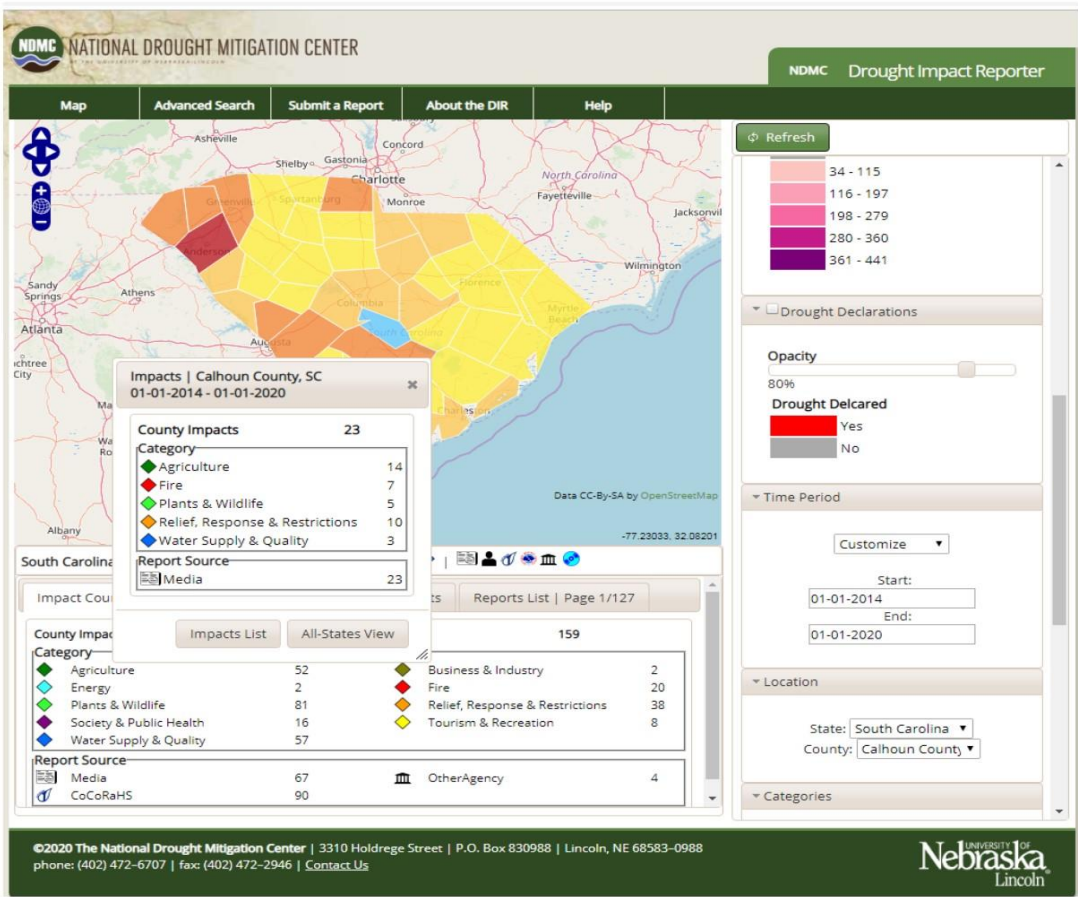 NDMC NATIONAL DROUGHT MITIGATION CENTER
NDMC Drought Impact Reporter
Map Advanced Search Submit a Report About the DIR Help
Refresh
Asheville
Concord
Shelby Gastonia
Charlotte
North Carolina
Fayetteville
Greenville
Spartanburg
Monroe
Jacksonvil
Anderson
Wilmington
Sandy Springs
Athens
Florence
Columbia
Myrtle Beach
Atlanta
South Carolina
Augusta
chtree City
Charleston
Albany
Data CC-By-SA by OpenStreetMap
-77.23033, 32.08201
Impacts | Calhoun County, SC
01-01-2014 - 01-01-2020
County Impacts 23
Category
Agriculture 14
Fire 7
Plants & Wildlife 5
Relief, Response & Restrictions 10
Water Supply & Quality 3
Report Source
Media 23
Impacts List All-States View
South Carolina
Impact Cou
ts Reports List | Page 1/127
County Impac 159
Category
Agriculture 52 Business & Industry 2
Energy 2 Fire 20
Plants & Wildlife 81 Relief, Response & Restrictions 38
Society & Public Health 16 Tourism & Recreation 8
Water Supply & Quality 57
Report Source
Media 67 OtherAgency 4
CoCoRaHS 90
34 - 115
116 - 197
198 - 279
280 - 360
361 - 441
Drought Declarations
Opacity
80%
Drought Delcared
Yes
No
Time Period
Customize
Start:
01-01-2014
End:
01-01-2020
Location
State: South Carolina
County: Calhoun County
Categories
©2020 The National Drought Mitigation Center | 3310 Holdrege Street | P.O. Box 830988 | Lincoln, NE 68583–0988
phone: (402) 472–6707 | fax: (402) 472–2946 | Contact Us
UNIVERSITY OF
Nebraska
Lincoln